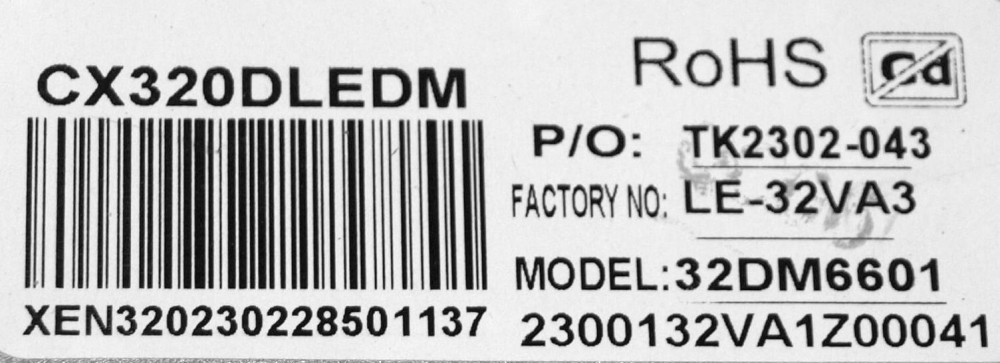 CX320DLEDM
XEN320230228501137
RoHS
Cd
P/O: TK2302-043
FACTORY NO: LE-32VA3
MODEL: 32DM6601
2300132VA1Z00041